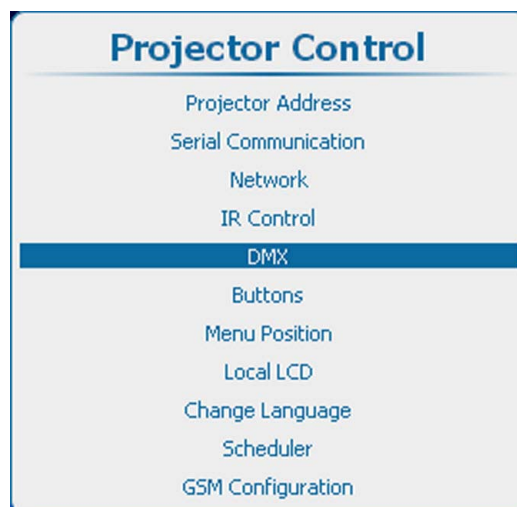 Projector Control
Projector Address
Serial Communication
Network
IR Control
DMX
Buttons
Menu Position
Local LCD
Change Language
Scheduler
GSM Configuration